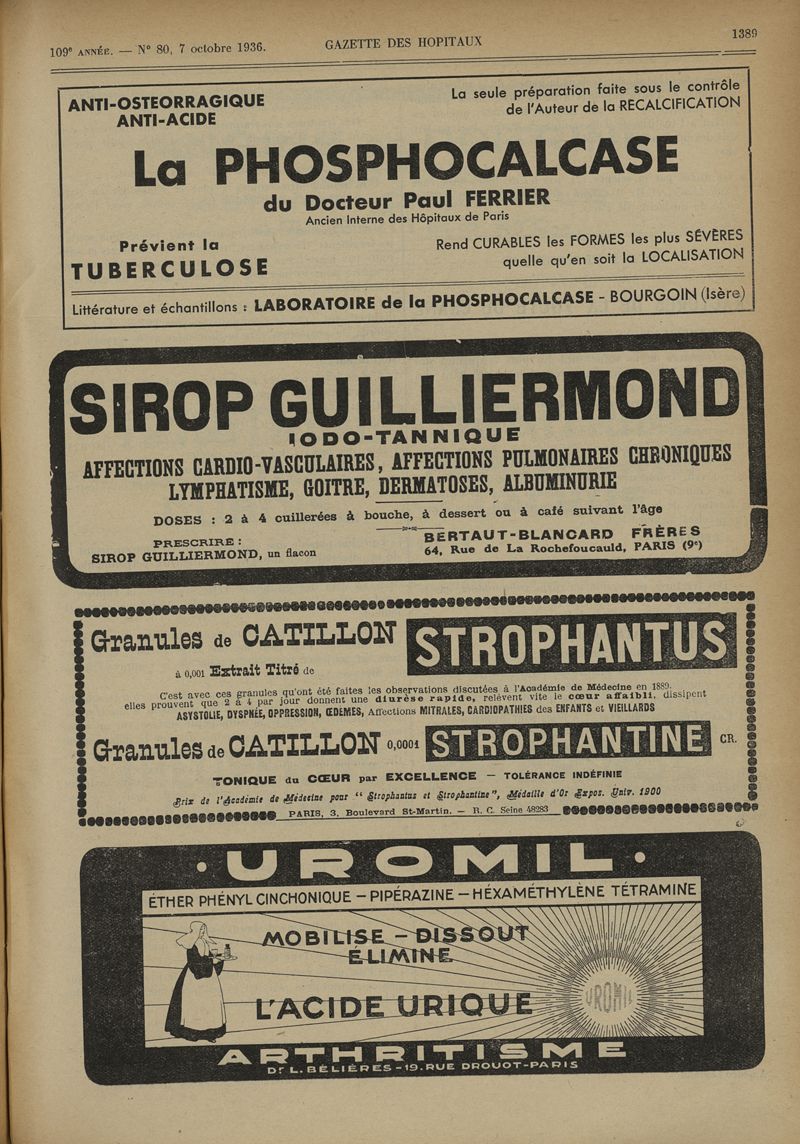 109e ANNÉE. — No 80, 7 octobre 1936.
GAZETTE DES HOPITAUX
1389
ANTI-OSTEORRAGIQUE
ANTI-ACIDE
La seule préparation faite sous le contrôle
de l'Auteur de la RECALCIFICATION
La PHOSPHOCALCASE
du Docteur Paul FERRIER
Ancien Interne des Hôpitaux de Paris
Prévient la
TUBERCULOSE
Rend CURABLES les FORMES les plus SÉVÈRES
quelle qu'en soit la LOCALISATION
Littérature et échantillons : LABORATOIRE de la PHOSPHOCALCASE - BOURGOIN (Isère)
SIROP GUILLIERMOND
IODO-TANNIQUE
AFFECTIONS CARDIO-VASCULAIRES, AFFECTIONS PULMONAIRES CHRONIQUES
LYMPHATISME, GOITRE, DERMATOSES, ALBUMINURIE
DOSES : 2 à 4 cuillerées à bouche, à dessert ou à café suivant l'âge
PRESCRIRE :
SIROP GUILLIERMOND, un flacon
BERTAUT-BLANCARD FRÈRES
64, Rue de La Rochefoucauld, PARIS (9e)
Granules de CATILLON STROPHANTUS
à 0,001 Extrait Titré de
C'est avec ces granules qu'ont été faites les observations discutées à l'Académie de Médecine en 1889.
elles prouvent que 2 à 4 par jour donnent une diurèse rapide, relèvent vite le cœur affaibli, dissipent
ASYSTOLIE, DYSPNÉE, OPPRESSION, ŒDÈMES, Affections MITRALES, CARDIOPATHIES des ENFANTS et VIEILLARDS
Granules de CATILLON 0,0001 STROPHANTINE CR.
TONIQUE du CŒUR par EXCELLENCE — TOLÉRANCE INDÉFINIE
Prix de l'Académie de Médecine pour " Strophantus et Strophantine", Médaille d'Or Expos. Univ. 1900
PARIS, 3, Boulevard St-Martin. — R. C. Seine 48283
• UROMIL •
ÉTHER PHÉNYL CINCHONIQUE – PIPÉRAZINE – HÉXAMÉTHYLÈNE TÉTRAMINE
MOBILISE – DISSOUT
ÉLIMINE
L'ACIDE URIQUE
UROMIL
ARTHRITISME
Dr L. BÉLIÈRES - 19. RUE DROUOT - PARIS